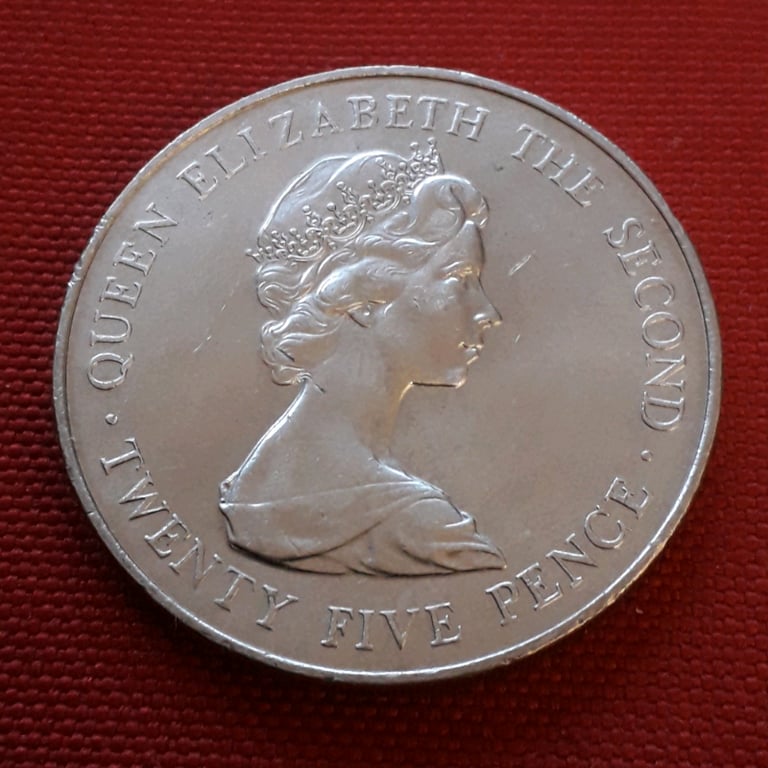 · QUEEN ELIZABETH THE SECOND ·
TWENTY FIVE PENCE